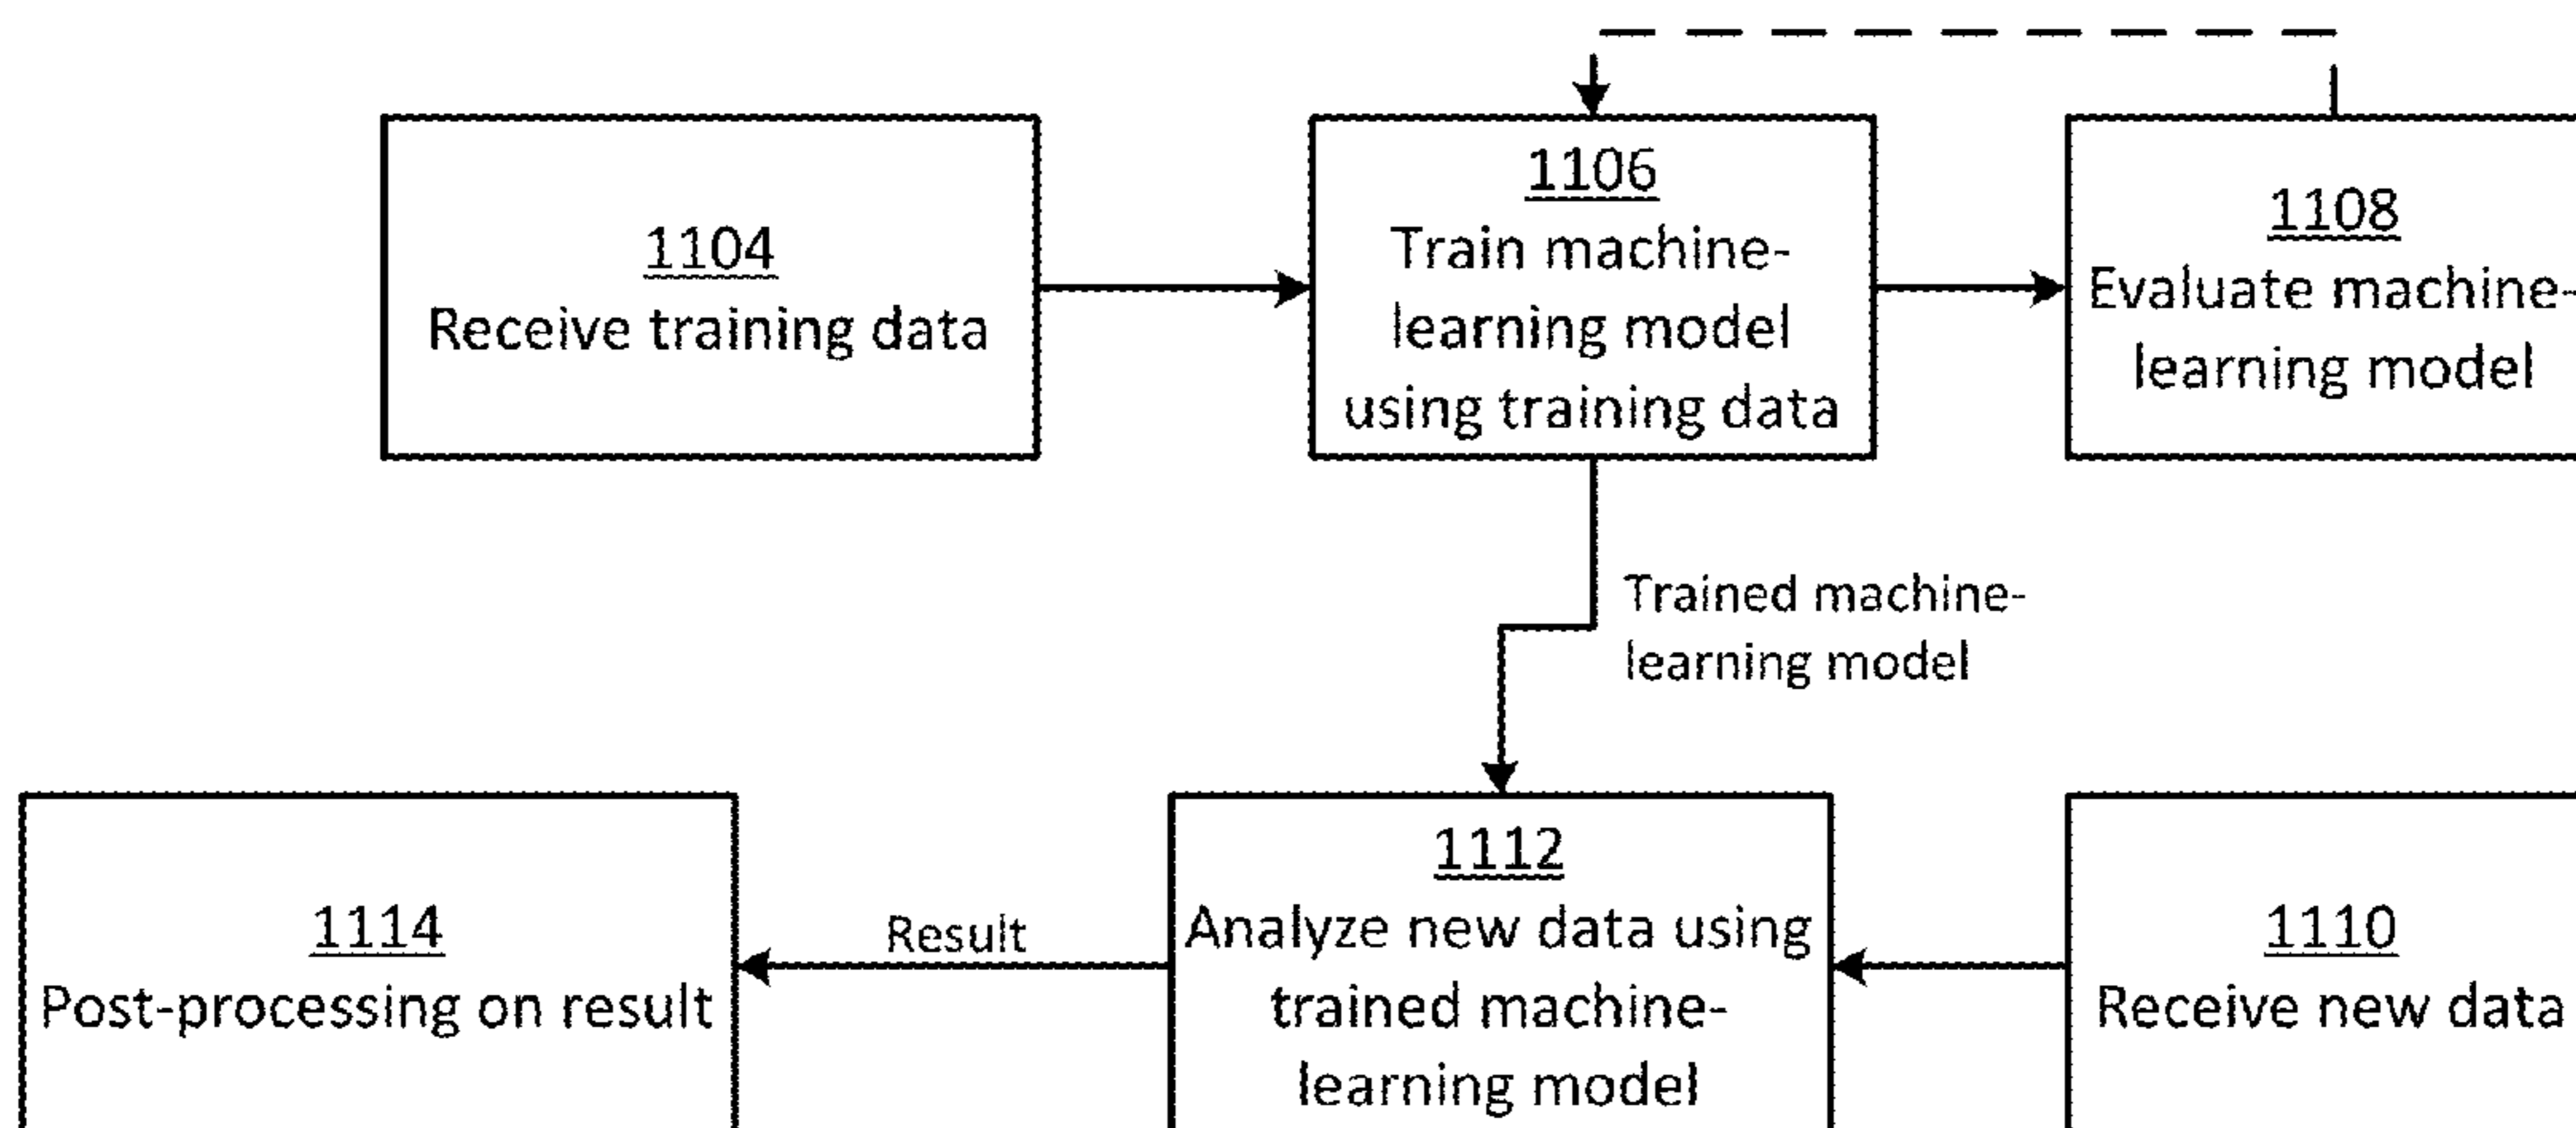 1104
Receive training data
1106
Train machine-
learning model
using training data
1108
Evaluate machine-
learning model
Trained machine-
learning model
1114
Post-processing on result
Result
1112
Analyze new data using
trained machine-
learning model
1110
Receive new data